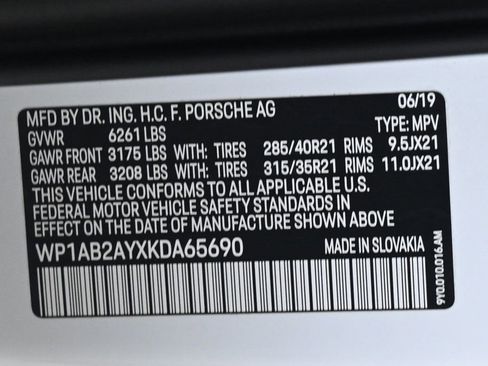 MFD BY DR. ING. H.C. F. PORSCHE AG 06/19
GVWR 6261 LBS TYPE: MPV
GAWR FRONT 3175 LBS WITH: TIRES 285/40R21 RIMS 9.5JX21
GAWR REAR 3208 LBS WITH: TIRES 315/35R21 RIMS 11.0JX21
THIS VEHICLE CONFORMS TO ALL APPLICABLE
FEDERAL MOTOR VEHICLE SAFETY STANDARDS IN
EFFECT ON THE DATE OF MANUFACTURE SHOWN ABOVE
WP1AB2AYXKDA65690 MADE IN SLOVAKIA
9Y0.010.016.AM